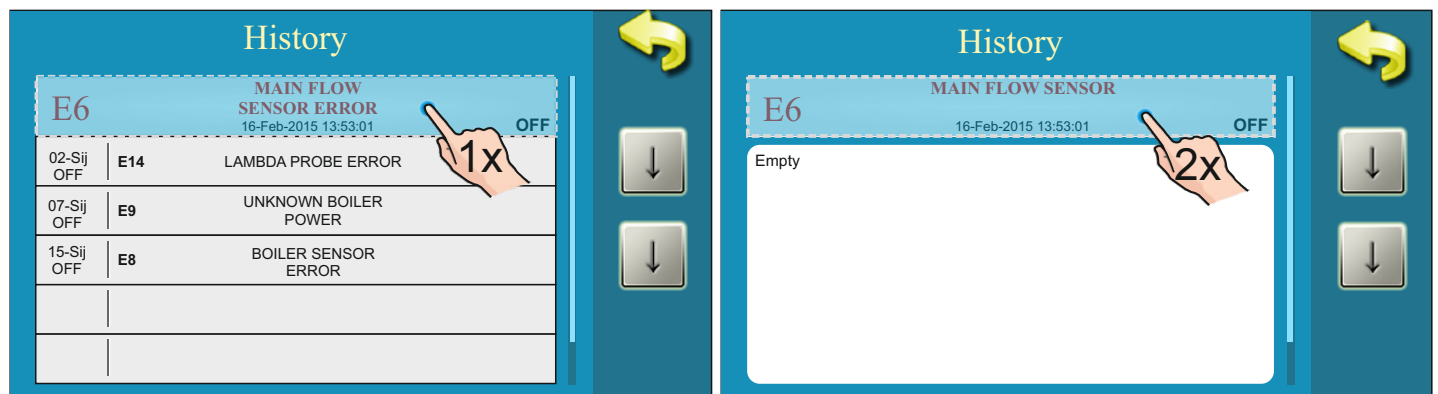 History
E6
MAIN FLOW
SENSOR ERROR
16-Feb-2015 13:53:01
OFF
1x
02-Sij
OFF
E14
LAMBDA PROBE ERROR
07-Sij
OFF
E9
UNKNOWN BOILER
POWER
15-Sij
OFF
E8
BOILER SENSOR
ERROR
↓
↓
History
E6
MAIN FLOW SENSOR
16-Feb-2015 13:53:01
OFF
2x
Empty
↓
↓